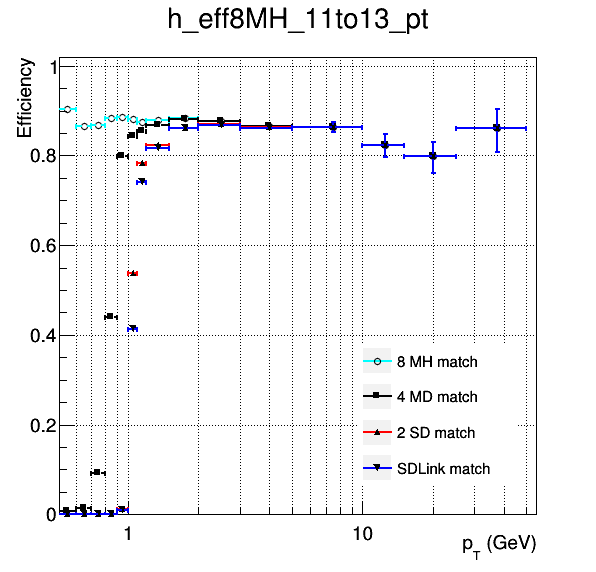 h_eff8MH_11to13_pt
Efficiency
1
0.8
0.6
0.4
0.2
0
8 MH match
4 MD match
2 SD match
SDLink match
1
10
p_T (GeV)